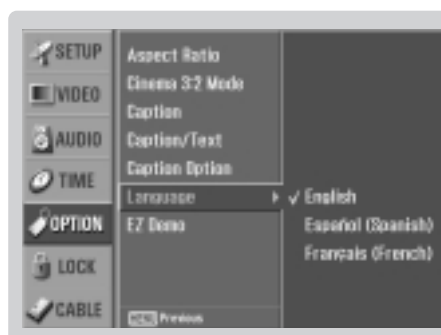 SETUP
VIDEO
AUDIO
TIME
OPTION
LOCK
CABLE
Aspect Ratio
Cinema 3:2 Mode
Caption
Caption/Text
Caption Option
Language
EZ Demo
MENU Previous
✓ English
Español (Spanish)
Français (French)